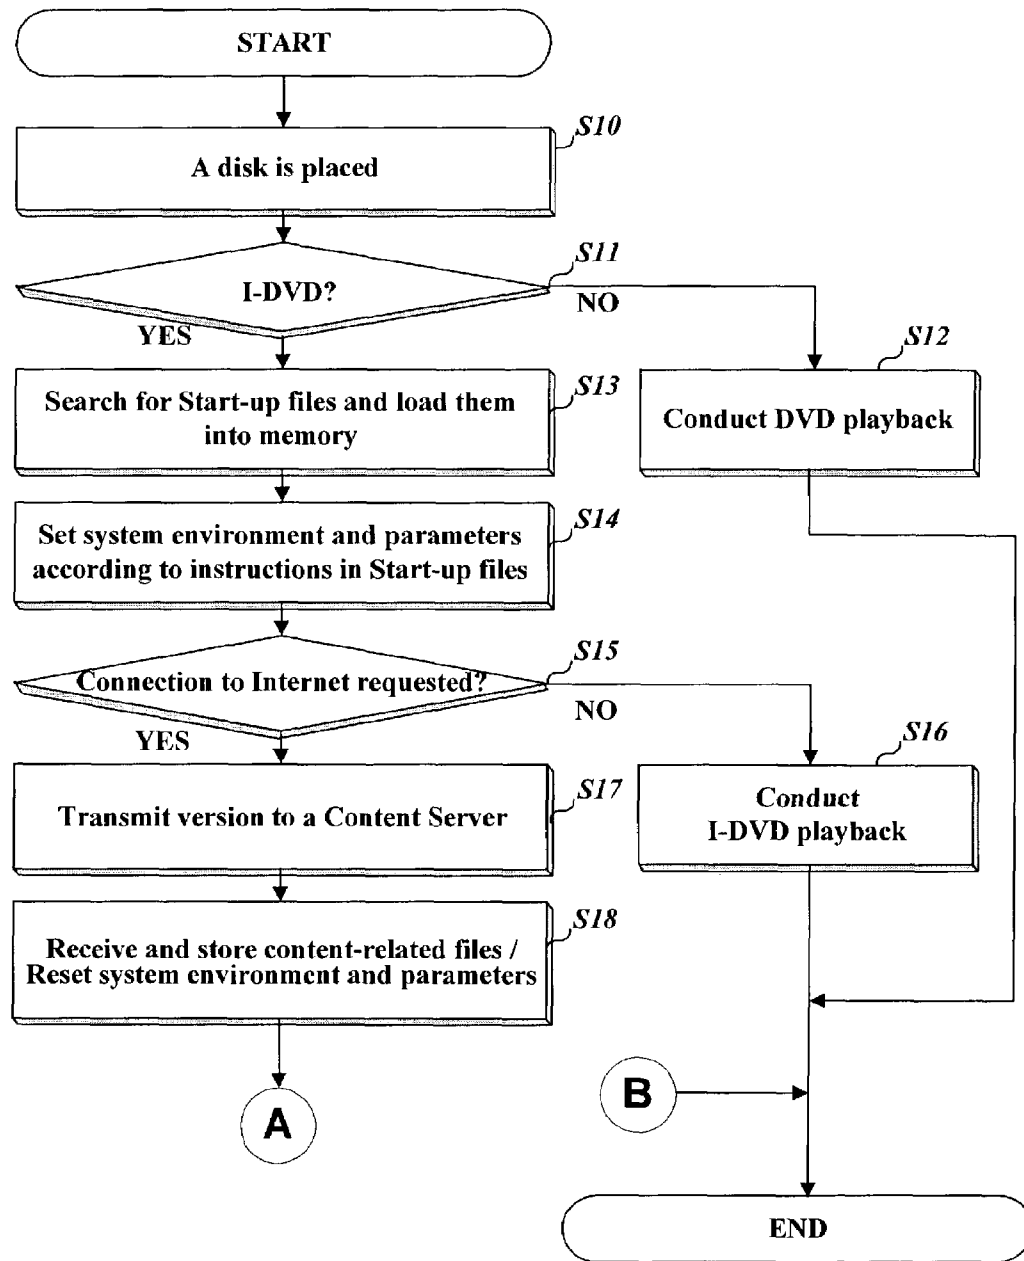 START
S10
A disk is placed
S11
I-DVD?
NO
YES
S12
S13
Search for Start-up files and load them
into memory
Conduct DVD playback
S14
Set system environment and parameters
according to instructions in Start-up files
S15
Connection to Internet requested?
NO
YES
S16
S17
Transmit version to a Content Server
Conduct
I-DVD playback
S18
Receive and store content-related files /
Reset system environment and parameters
A
B
END